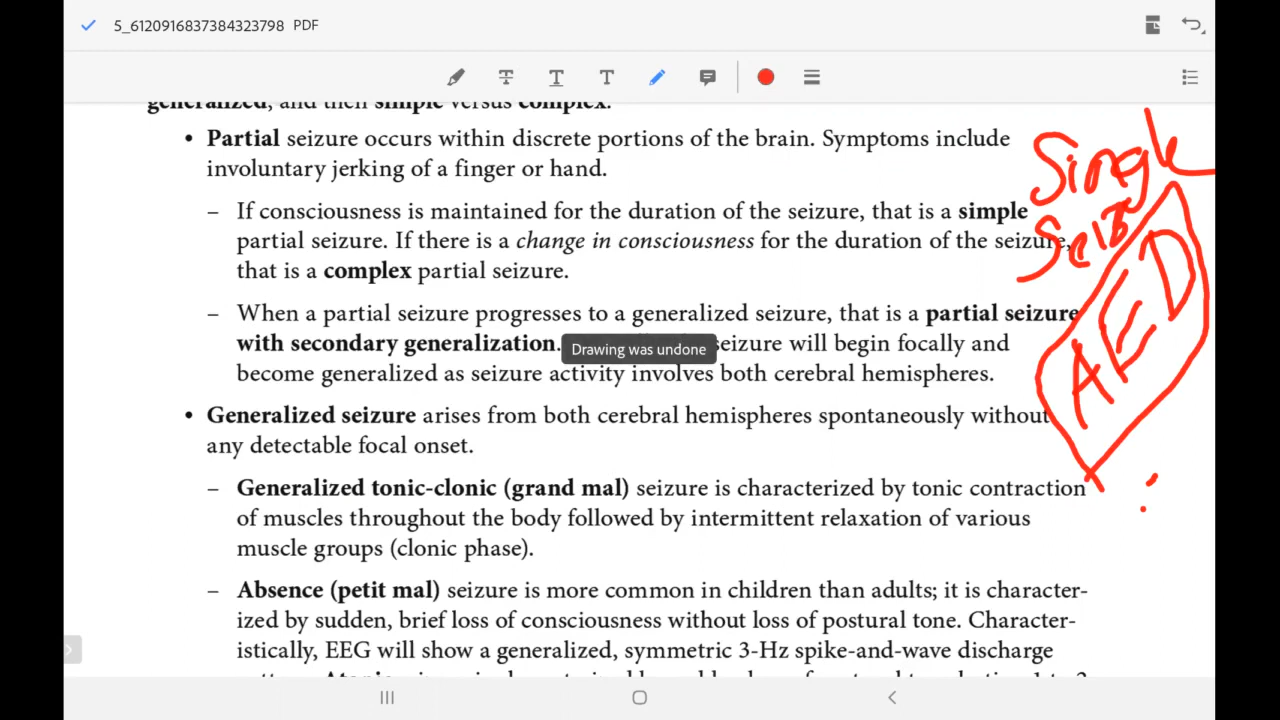 5_6120916837384323798 PDF
generalized, and then simple versus complex.
• Partial seizure occurs within discrete portions of the brain. Symptoms include
involuntary jerking of a finger or hand.
– If consciousness is maintained for the duration of the seizure, that is a simple
partial seizure. If there is a change in consciousness for the duration of the seizure,
that is a complex partial seizure.
– When a partial seizure progresses to a generalized seizure, that is a partial seizure
with secondary generalization. seizure will begin focally and
become generalized as seizure activity involves both cerebral hemispheres.
• Generalized seizure arises from both cerebral hemispheres spontaneously without
any detectable focal onset.
– Generalized tonic-clonic (grand mal) seizure is characterized by tonic contraction
of muscles throughout the body followed by intermittent relaxation of various
muscle groups (clonic phase).
– Absence (petit mal) seizure is more common in children than adults; it is character-
ized by sudden, brief loss of consciousness without loss of postural tone. Character-
istically, EEG will show a generalized, symmetric 3-Hz spike-and-wave discharge
Drawing was undone
Single
AED